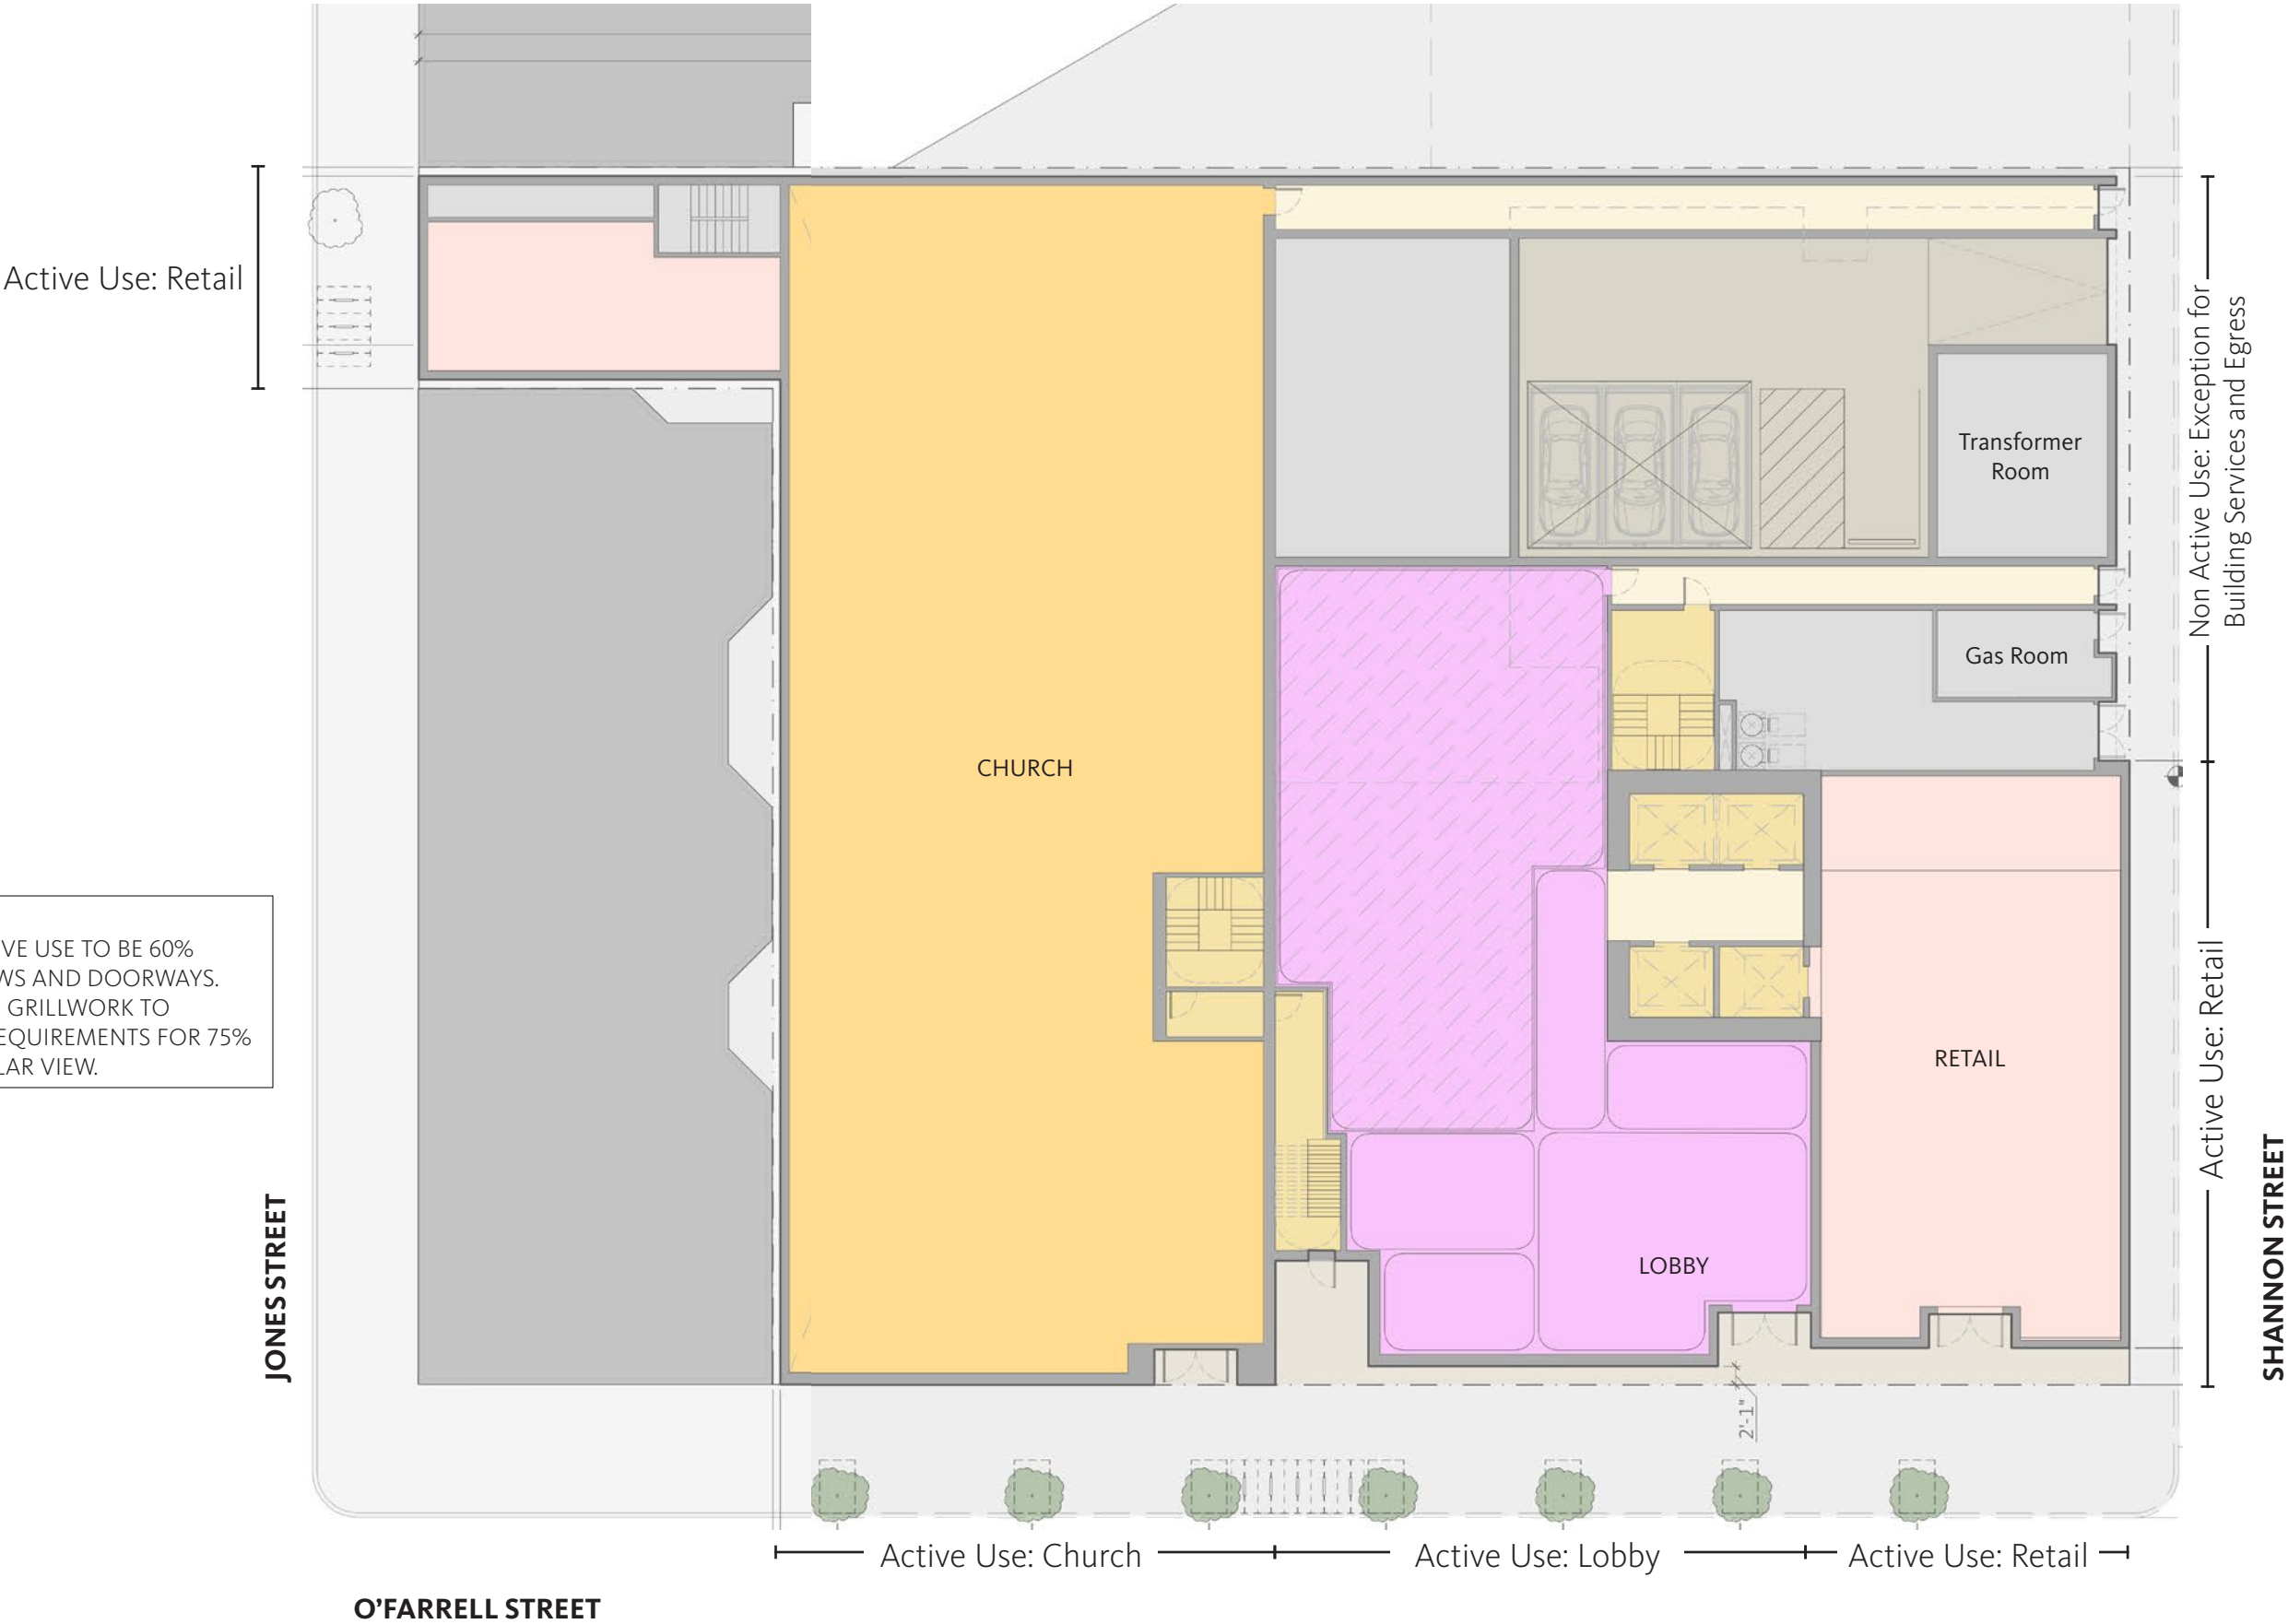 Active Use: Retail
Non Active Use: Exception for
Building Services and Egress
Transformer
Room
Gas Room
CHURCH
VE USE TO BE 60%
WS AND DOORWAYS.
GRILLWORK TO
EQUIREMENTS FOR 75%
LAR VIEW.
RETAIL
Active Use: Retail
LOBBY
JONES STREET
SHANNON STREET
2'-1"
Active Use: Church
Active Use: Lobby
Active Use: Retail
O'FARRELL STREET